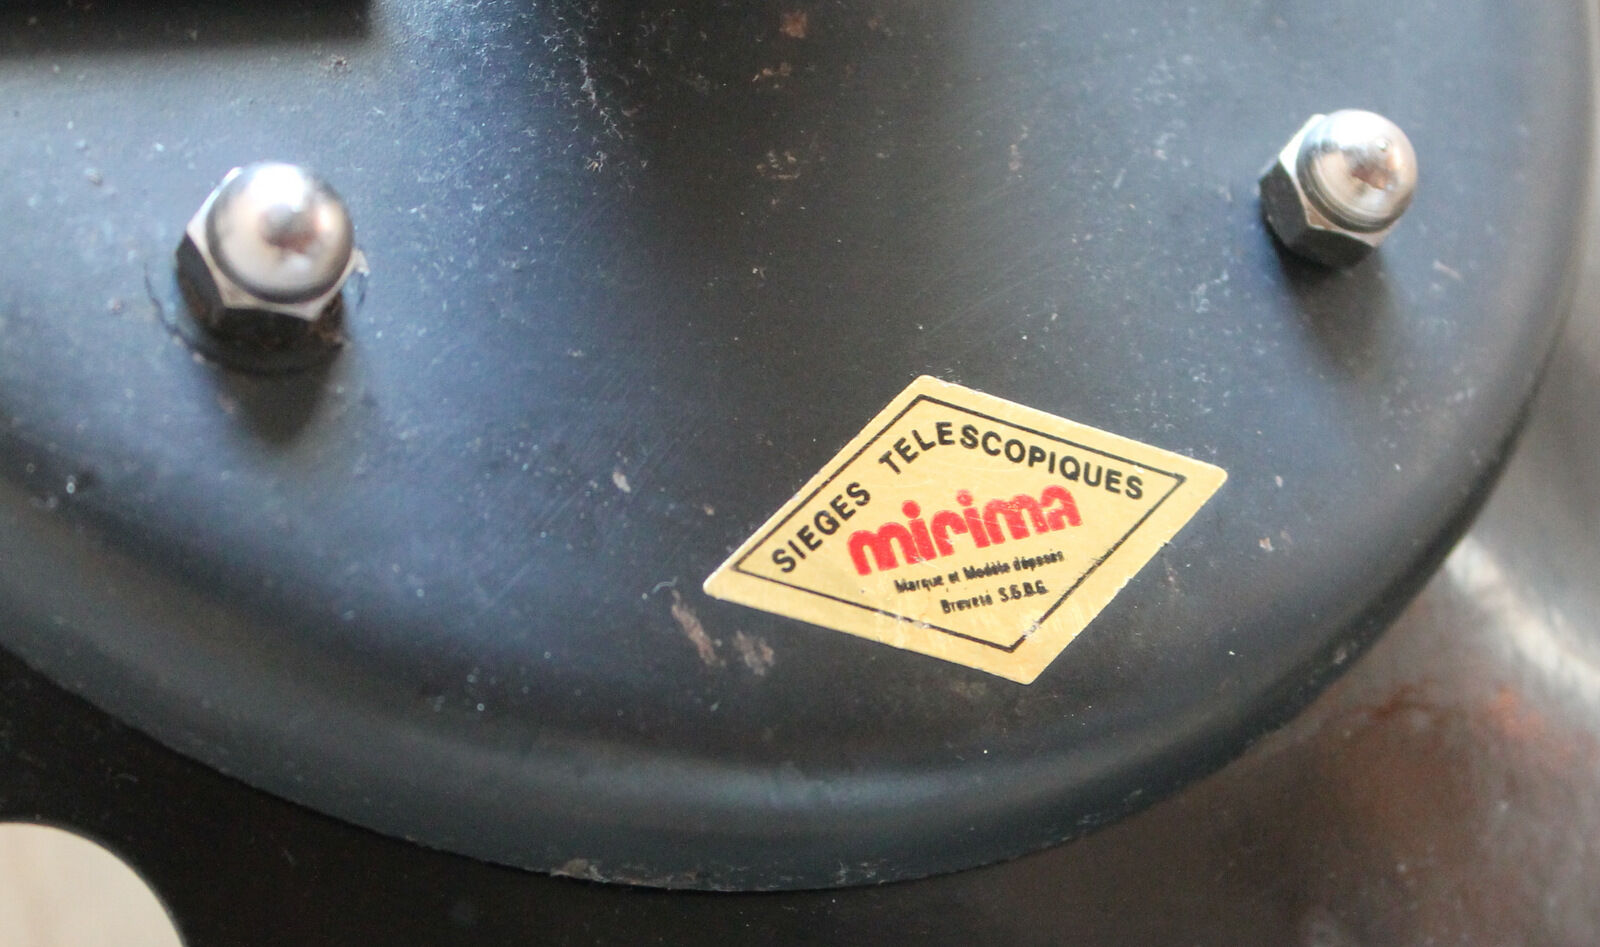 SIEGES TELESCOPIQUES
mirima
Marque et Modèle déposés
Breveté S.G.D.G.